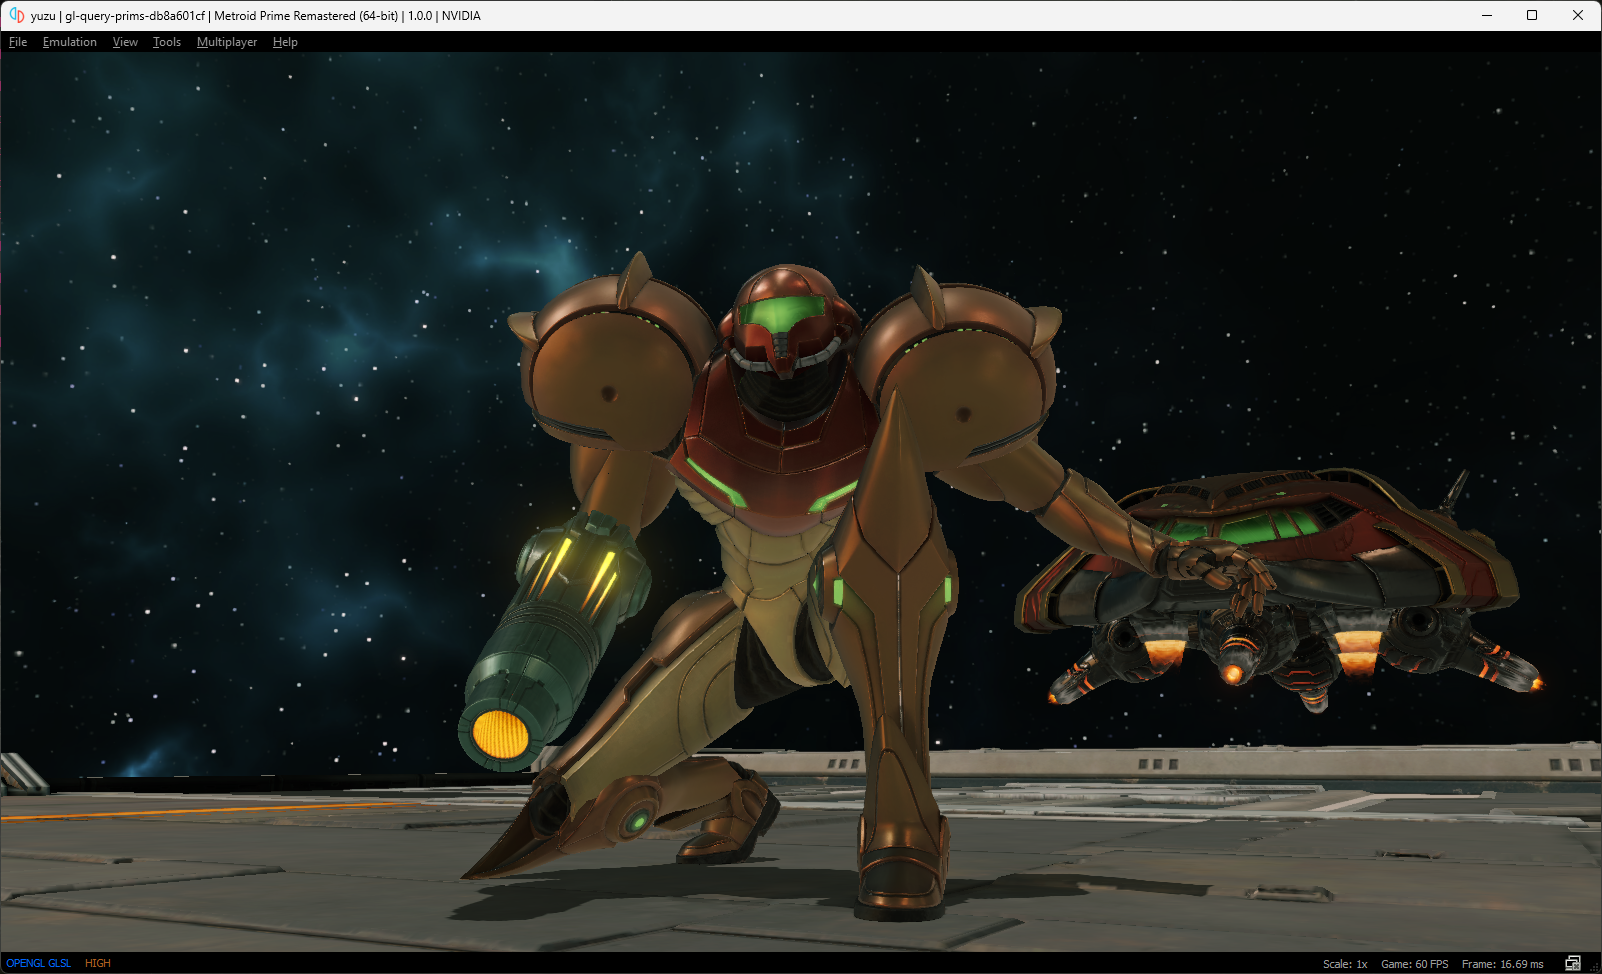 yuzu | gl-query-prims-db8a601cf | Metroid Prime Remastered (64-bit) | 1.0.0 | NVIDIA
File Emulation View Tools Multiplayer Help
OPENGL GLSL HIGH Scale: 1x Game: 60 FPS Frame: 16.69 ms